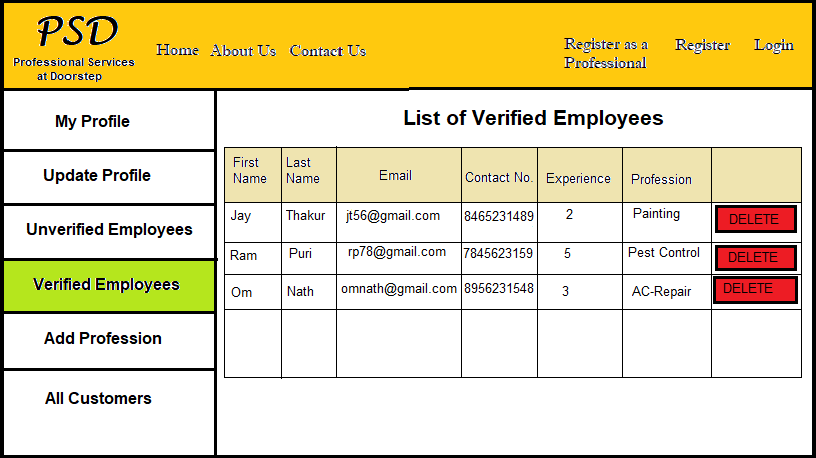 PSD
Professional Services
at Doorstep
Home About Us Contact Us
Register as a
Professional
Register
Login
My Profile
Update Profile
Unverified Employees
Verified Employees
Add Profession
All Customers
List of Verified Employees
First
Name
Last
Name
Email
Contact No.
Experience
Profession
Jay Thakur jt56@gmail.com 8465231489 2 Painting DELETE
Ram Puri rp78@gmail.com 7845623159 5 Pest Control DELETE
Om Nath omnath@gmail.com 8956231548 3 AC-Repair DELETE